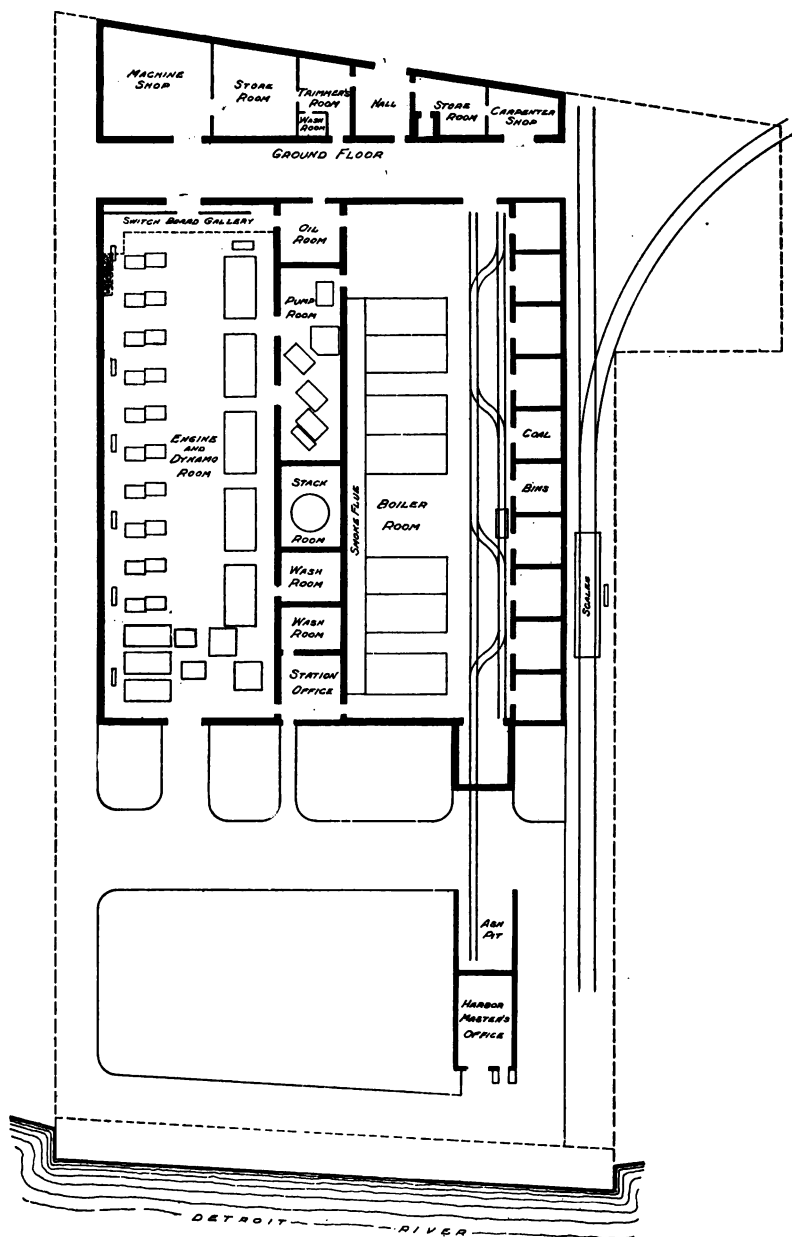 MACHINE
SHOP
STORE
ROOM
TRIMMER'S
ROOM
WASH
ROOM
HALL
STORE
ROOM
CARPENTER
SHOP
GROUND FLOOR
SWITCH BOARD GALLERY
OIL
ROOM
PUMP
ROOM
ENGINE
AND
DYNAMO
ROOM
STACK
ROOM
SMOKE FLUE
BOILER
ROOM
COAL
BINS
WASH
ROOM
SCALES
WASH
ROOM
STATION
OFFICE
ASH
PIT
HARBOR
MASTER'S
OFFICE
DETROIT RIVER